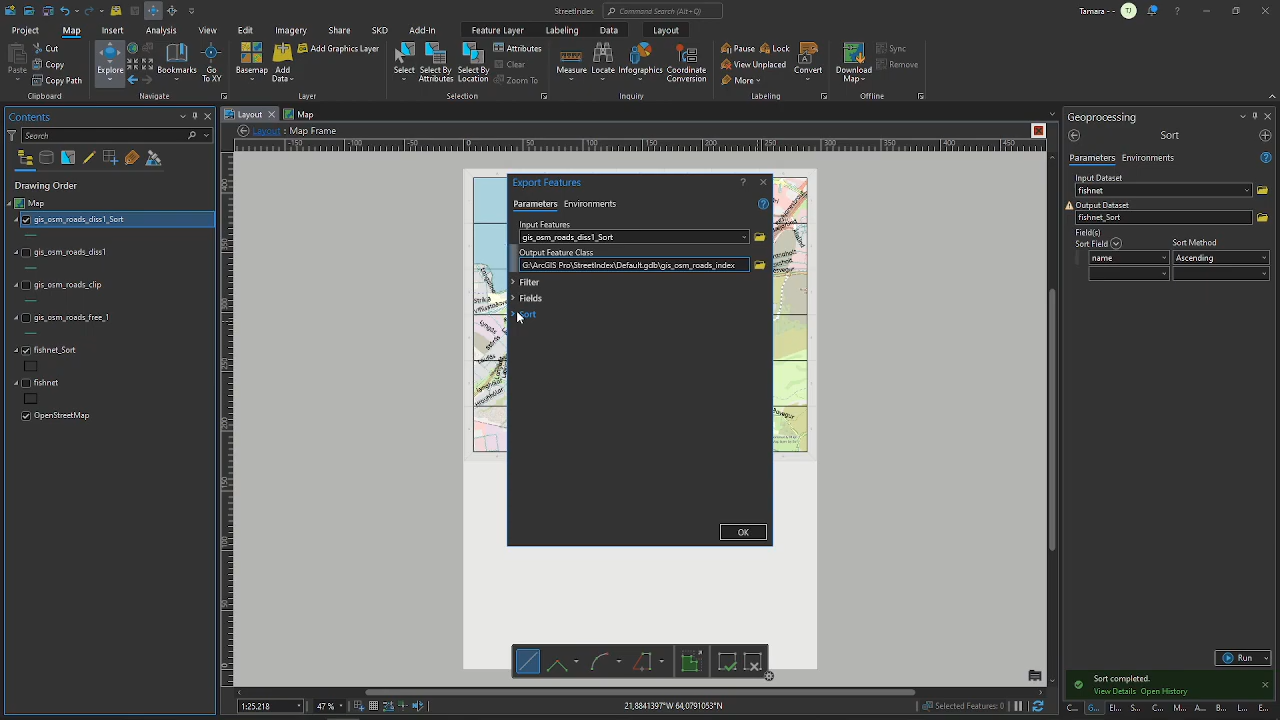 StreetIndex
Command Search (Alt+Q)
Tamara --
TJ
Project
Map
Insert
Analysis
View
Edit
Imagery
Share
SKD
Add-In
Feature Layer
Labeling
Data
Layout
Paste
Cut
Copy
Copy Path
Clipboard
Explore
Bookmarks
Go To XY
Navigate
Basemap
Add Data
Add Graphics Layer
Layer
Select
Select By Attributes
Select By Location
Attributes
Clear
Zoom To
Selection
Measure
Locate
Infographics
Coordinate Conversion
Inquiry
Pause
Lock
View Unplaced
More
Convert
Labeling
Download Map
Sync
Remove
Offline
Contents
Search
Drawing Order
Map
gis_osm_roads_diss1_Sort
gis_osm_roads_diss1
gis_osm_roads_clip
gis_osm_roads_free_1
fishnet_Sort
fishnet
OpenStreetMap
Layout
Map
Layout : Map Frame
Export Features
Parameters
Environments
Input Features
gis_osm_roads_diss1_Sort
Output Feature Class
G:\ArcGIS Pro\StreetIndex\Default.gdb\gis_osm_roads_index
Filter
Fields
Sort
OK
1:25.218
47 %
21,8841397°W 64,0791083°N
Selected Features: 0
Geoprocessing
Sort
Parameters
Environments
Input Dataset
fishnet
Output Dataset
fishnet_Sort
Field(s)
Sort Field
Sort Method
name
Ascending
Run
Sort completed.
View Details Open History
C...
G...
B...
S...
C...
M...
A...
B...
L...
E...